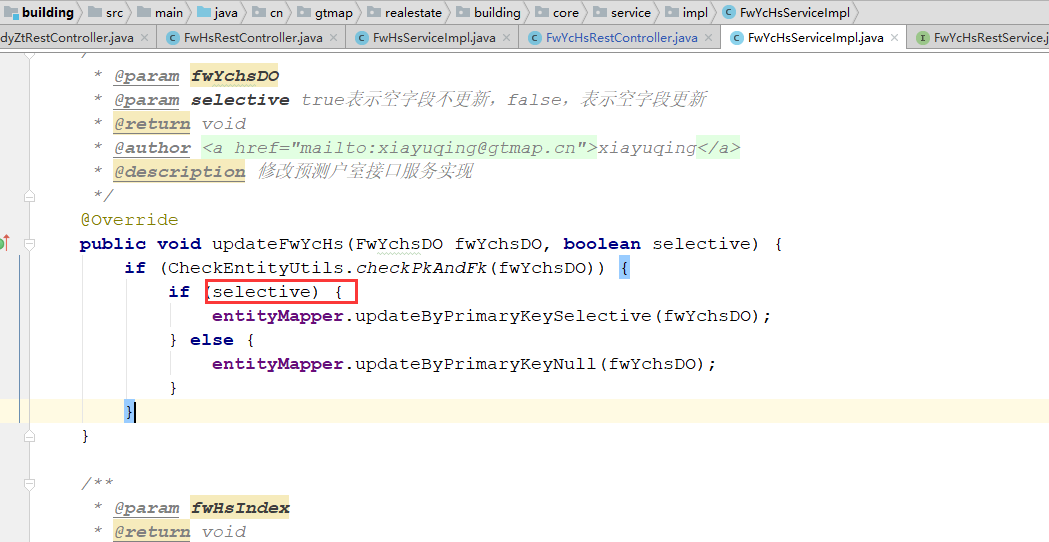 building src main java cn gtmap realestate building core service impl FwYcHsServiceImpl
dyZtRestController.java × FwHsRestController.java × FwHsServiceImpl.java × FwYcHsRestController.java × FwYcHsServiceImpl.java × FwYcHsRestService.j
* @param fwYchsDO
* @param selective true表示空字段不更新，false，表示空字段更新
* @return void
* @author <a href="mailto:xiayuqing@gtmap.cn">xiayuqing</a>
* @description 修改预测户室接口服务实现
*/
@Override
public void updateFwYcHs(FwYchsDO fwYchsDO, boolean selective) {
if (CheckEntityUtils.checkPkAndFk(fwYchsDO)) {
if (selective) {
entityMapper.updateByPrimaryKeySelective(fwYchsDO);
} else {
entityMapper.updateByPrimaryKeyNull(fwYchsDO);
}
}
}
/**
* @param fwHsIndex
* @return void